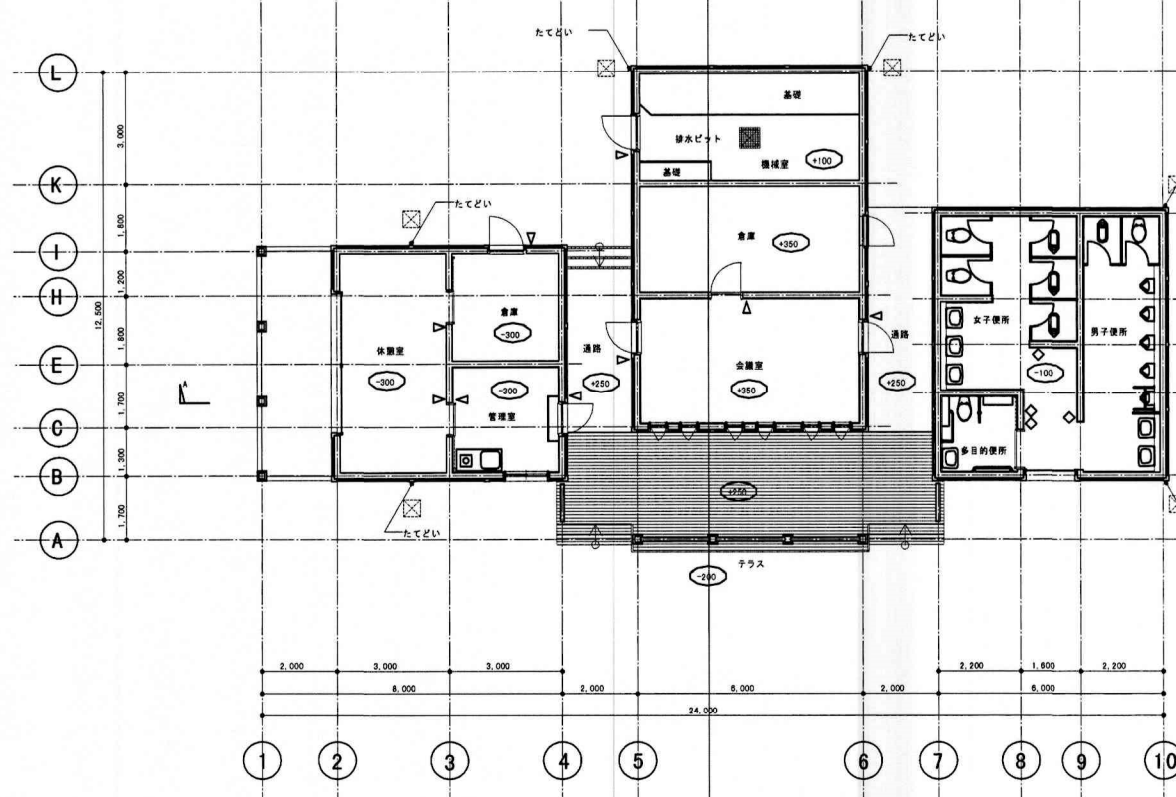 たてどい
たてどい
L
基礎
排水ピット
機械室
+100
基礎
3,000
K
たてどい
1,800
倉庫
+350
I
1,200
H
倉庫
-300
12,500
1,800
休憩室
-300
通路
+250
会議室
+350
通路
+250
女子便所
男子便所
-100
E
A
-300
管理室
1,700
C
多目的便所
1,300
B
+250
たてどい
1,700
A
テラス
-200
2,000
3,000
3,000
2,200
1,600
2,200
8,000
2,000
6,000
2,000
6,000
24,000
1
2
3
4
5
6
7
8
9
10